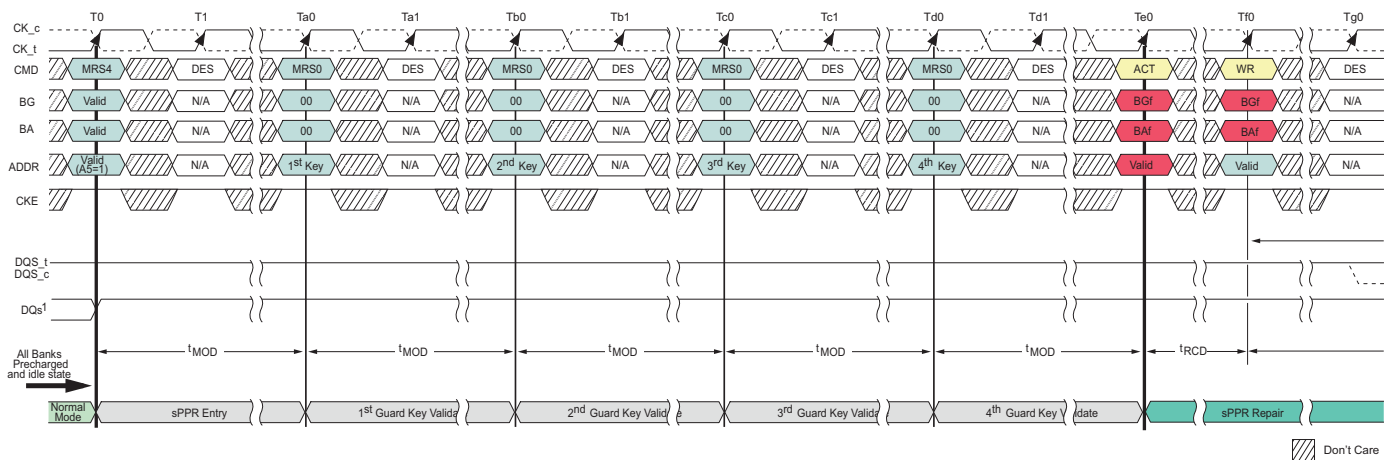 T0 T1 Ta0 Ta1 Tb0 Tb1 Tc0 Tc1 Td0 Td1 Te0 Tf0 Tg0
CK_c
CK_t
CMD MRS4 DES MRS0 DES MRS0 DES MRS0 DES MRS0 DES ACT WR DES
BG Valid N/A 00 N/A 00 N/A 00 N/A 00 N/A BGf BGf N/A
BA Valid N/A 00 N/A 00 N/A 00 N/A 00 N/A BAf BAf N/A
ADDR Valid (A5=1) N/A 1st Key N/A 2nd Key N/A 3rd Key N/A 4th Key N/A Valid Valid N/A
CKE
DQS_t
DQS_c
DQs1
tMOD tMOD tMOD tMOD tMOD tRCD
All Banks
Precharged
and idle state
Normal Mode sPPR Entry 1st Guard Key Valida 2nd Guard Key Valid e 3rd Guard Key Valida 4th Guard Key V idate sPPR Repair
Don't Care